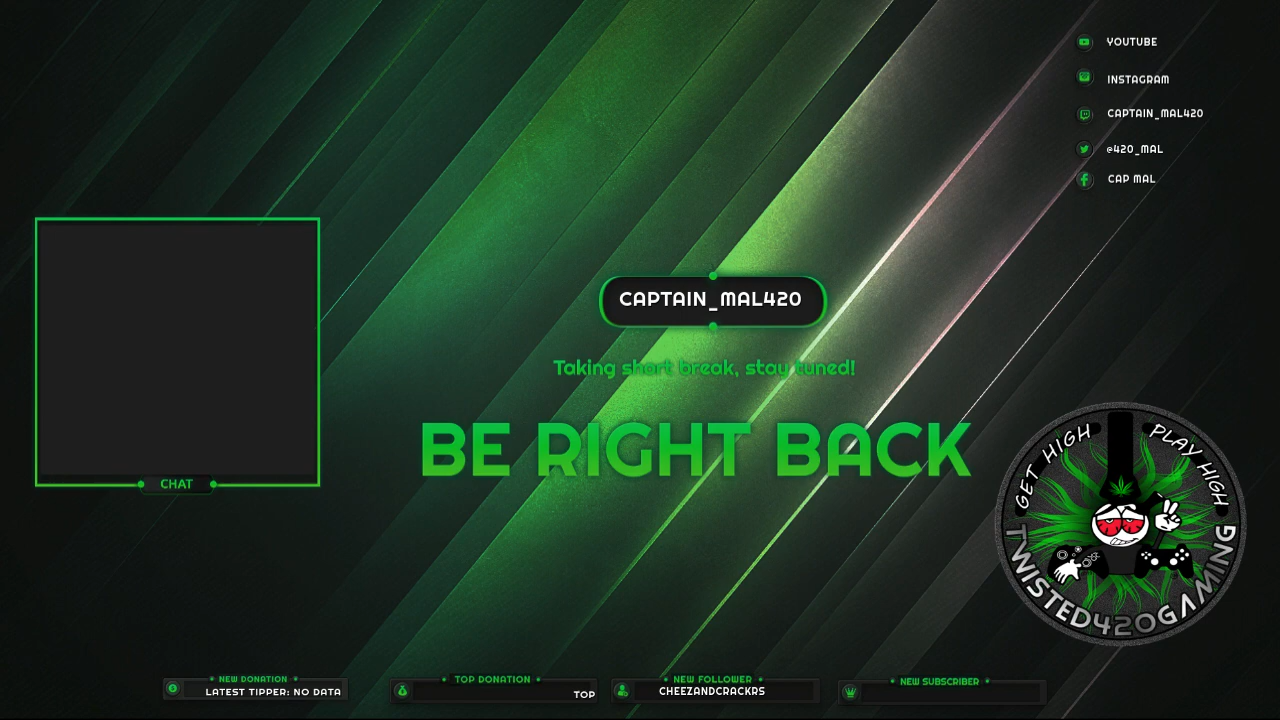 YOUTUBE
INSTAGRAM
CAPTAIN_MAL420
@420_MAL
CAP MAL
CAPTAIN_MAL420
Taking short break, stay tuned!
BE RIGHT BACK
CHAT
GET HIGH PLAY HIGH
TWISTED420GAMING
NEW DONATION
LATEST TIPPER: NO DATA
TOP DONATION
TOP
NEW FOLLOWER
CHEEZANDCRACKRS
NEW SUBSCRIBER